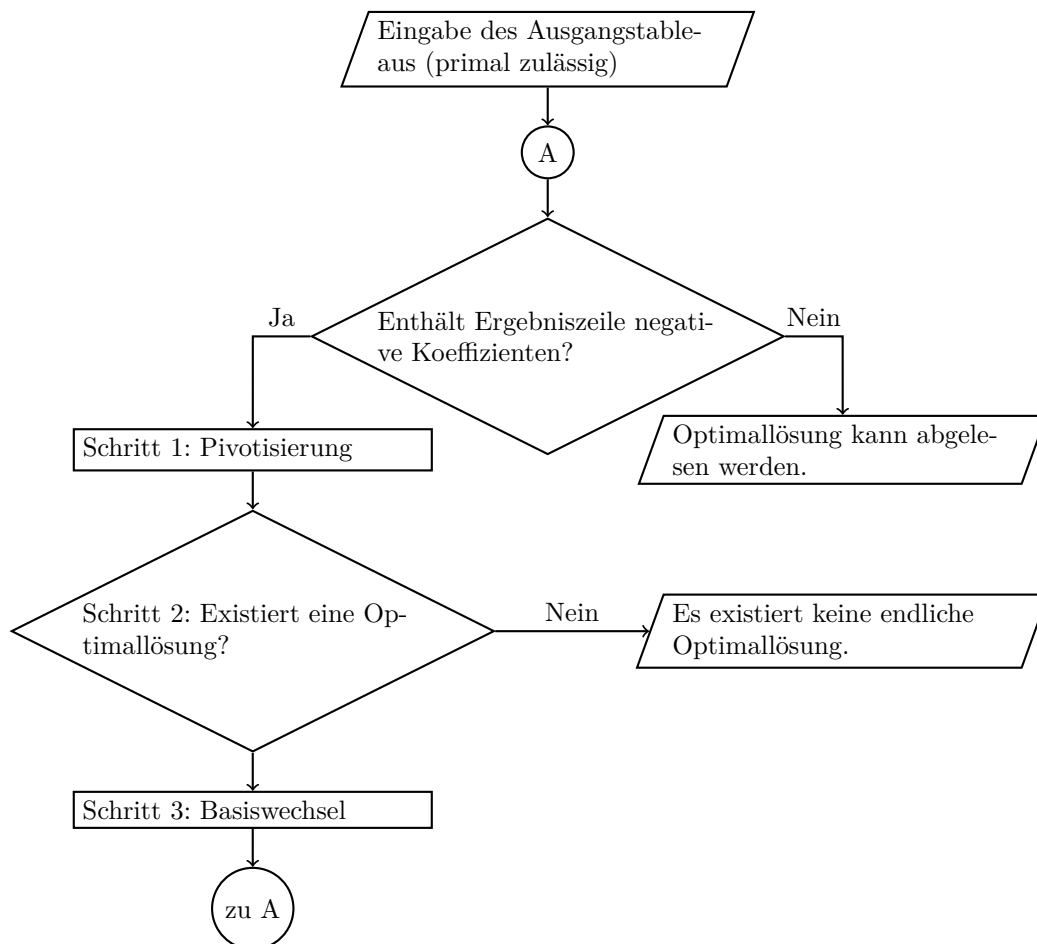 Eingabe des Ausgangstable-
aus (primal zulässig)
A
Enthält Ergebniszeile negati-
ve Koeffizienten?
Ja
Nein
Schritt 1: Pivotisierung
Optimallösung kann abgele-
sen werden.
Schritt 2: Existiert eine Op-
timallösung?
Nein
Es existiert keine endliche
Optimallösung.
Schritt 3: Basiswechsel
zu A